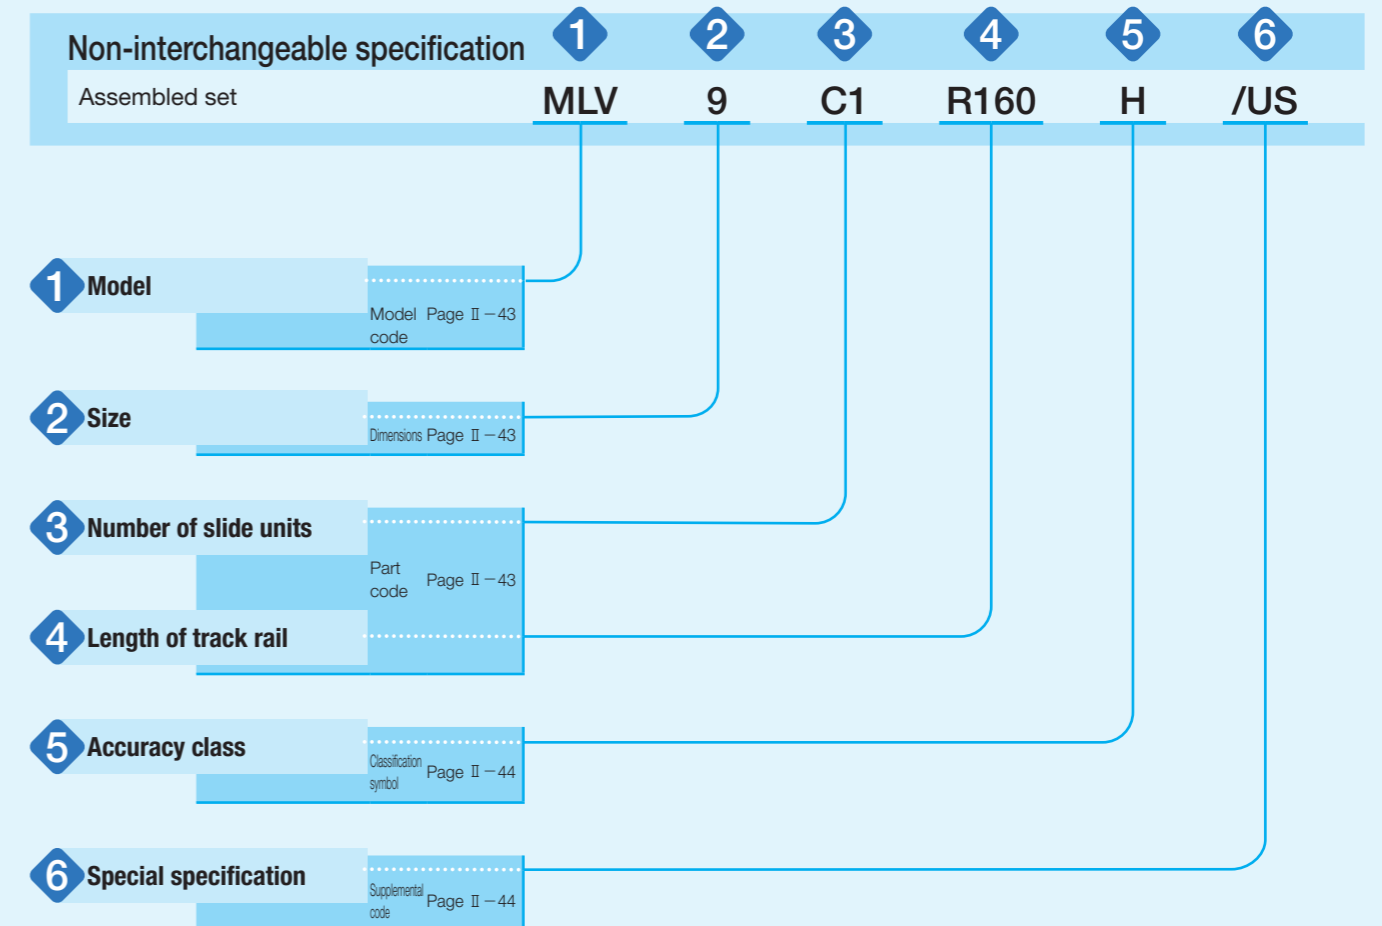 Non-interchangeable specification 1 2 3 4 5 6
Assembled set MLV 9 C1 R160 H /US
1 Model
Model Page Ⅱ-43
code
2 Size
Dimensions Page Ⅱ-43
3 Number of slide units
Part
code Page Ⅱ-43
4 Length of track rail
5 Accuracy class
Classification
symbol Page Ⅱ-44
6 Special specification
Supplemental
code Page Ⅱ-44